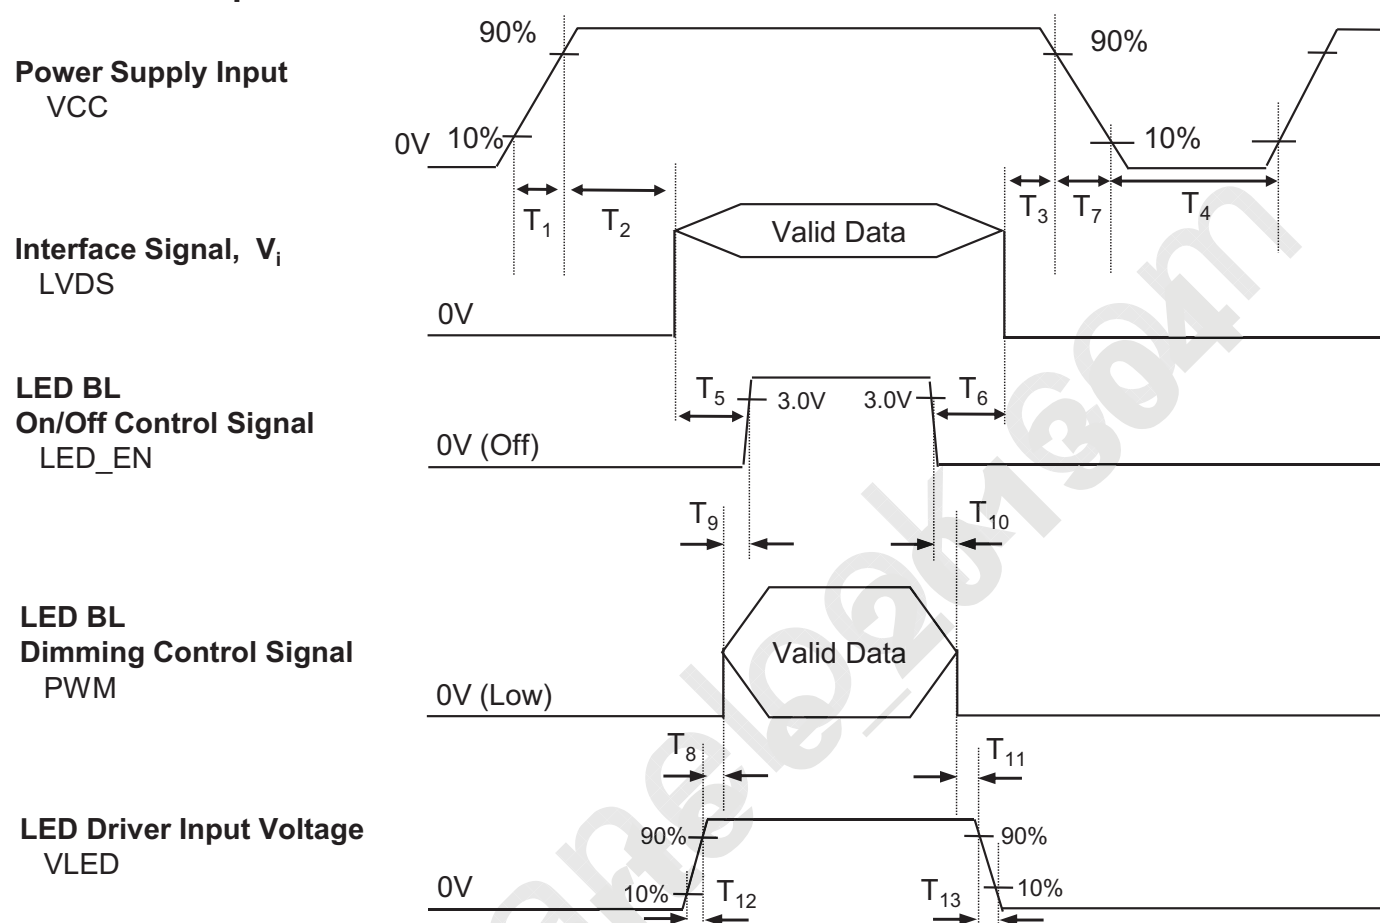 90%
90%
Power Supply Input
VCC
0V
10%
10%
T1
T2
T3
T7
T4
Valid Data
Interface Signal, Vi
LVDS
0V
LED BL
On/Off Control Signal
LED_EN
T5
3.0V
3.0V
T6
0V (Off)
T9
T10
LED BL
Dimming Control Signal
PWM
Valid Data
0V (Low)
T8
T11
LED Driver Input Voltage
VLED
90%
90%
0V
10%
T12
T13
10%